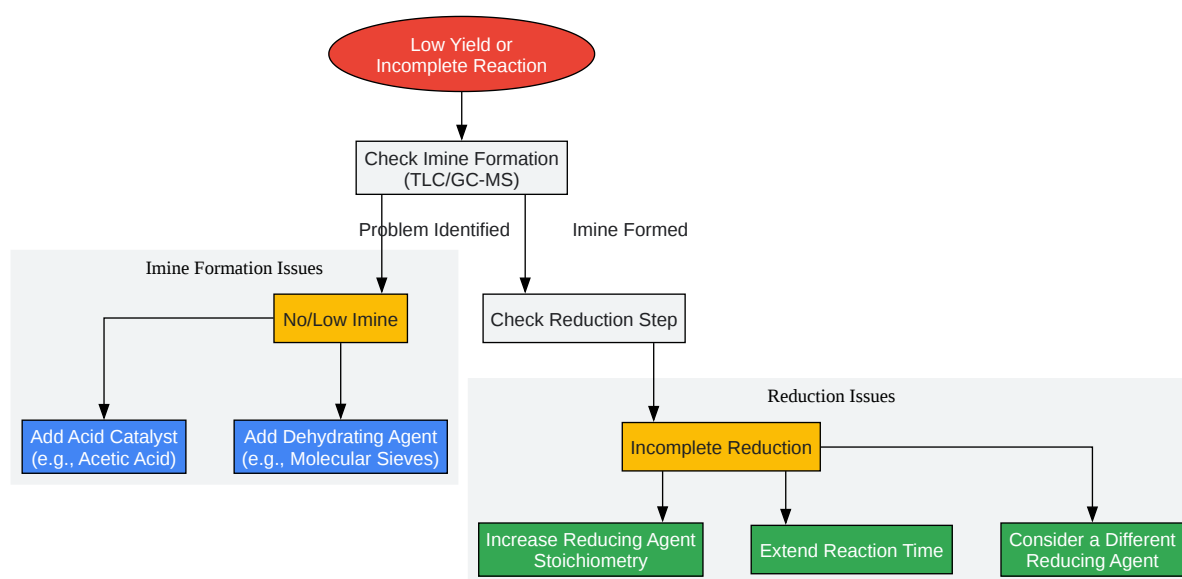 Low Yield or
Incomplete Reaction
Check Imine Formation
(TLC/GC-MS)
Problem Identified
Imine Formed
Imine Formation Issues
No/Low Imine
Check Reduction Step
Add Acid Catalyst
(e.g., Acetic Acid)
Add Dehydrating Agent
(e.g., Molecular Sieves)
Reduction Issues
Incomplete Reduction
Increase Reducing Agent
Stoichiometry
Extend Reaction Time
Consider a Different
Reducing Agent